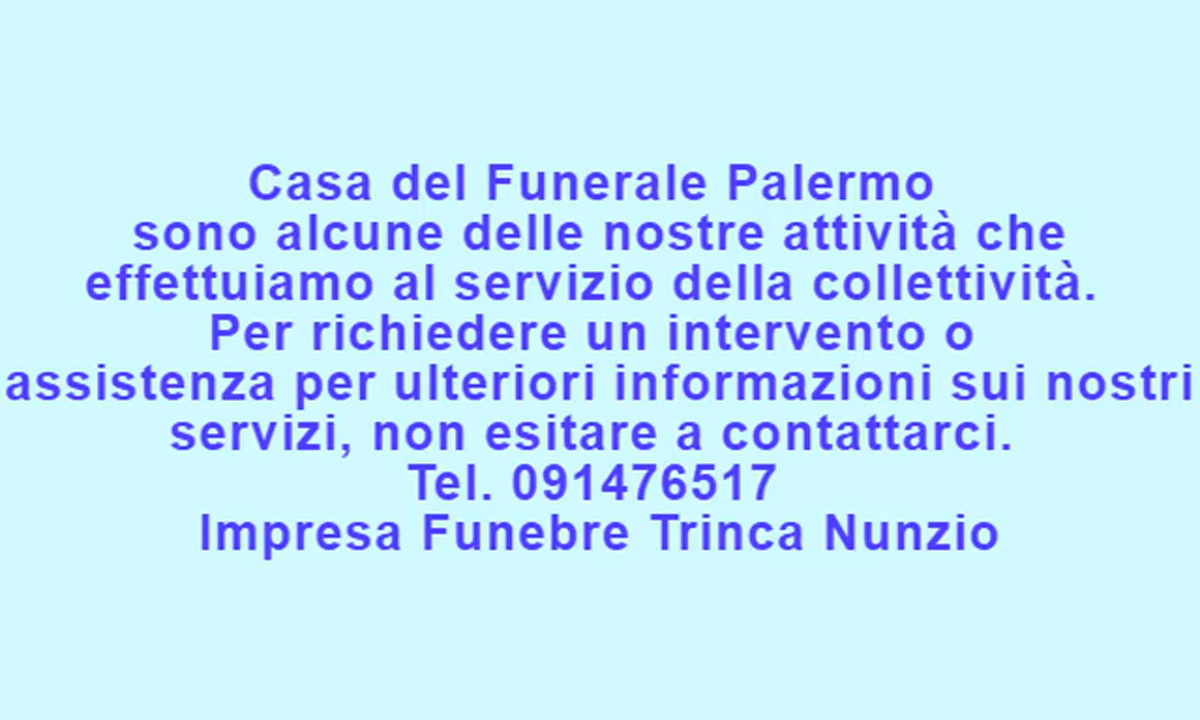 Casa del Funerale Palermo
sono alcune delle nostre attività che
effettuiamo al servizio della collettività.
Per richiedere un intervento o
assistenza per ulteriori informazioni sui nostri
servizi, non esitare a contattarci.
Tel. 091476517
Impresa Funebre Trinca Nunzio